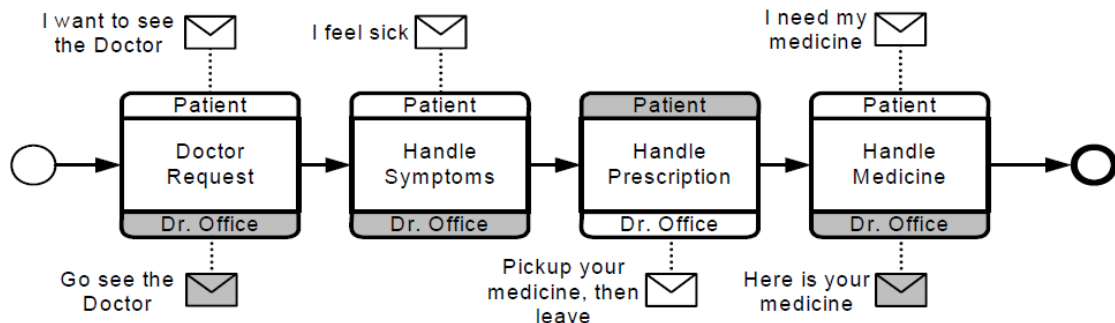 I want to see
the Doctor
I feel sick
I need my
medicine
Patient
Patient
Patient
Patient
Doctor
Request
Handle
Symptoms
Handle
Prescription
Handle
Medicine
Dr. Office
Dr. Office
Dr. Office
Dr. Office
Go see the
Doctor
Pickup your
medicine, then
leave
Here is your
medicine